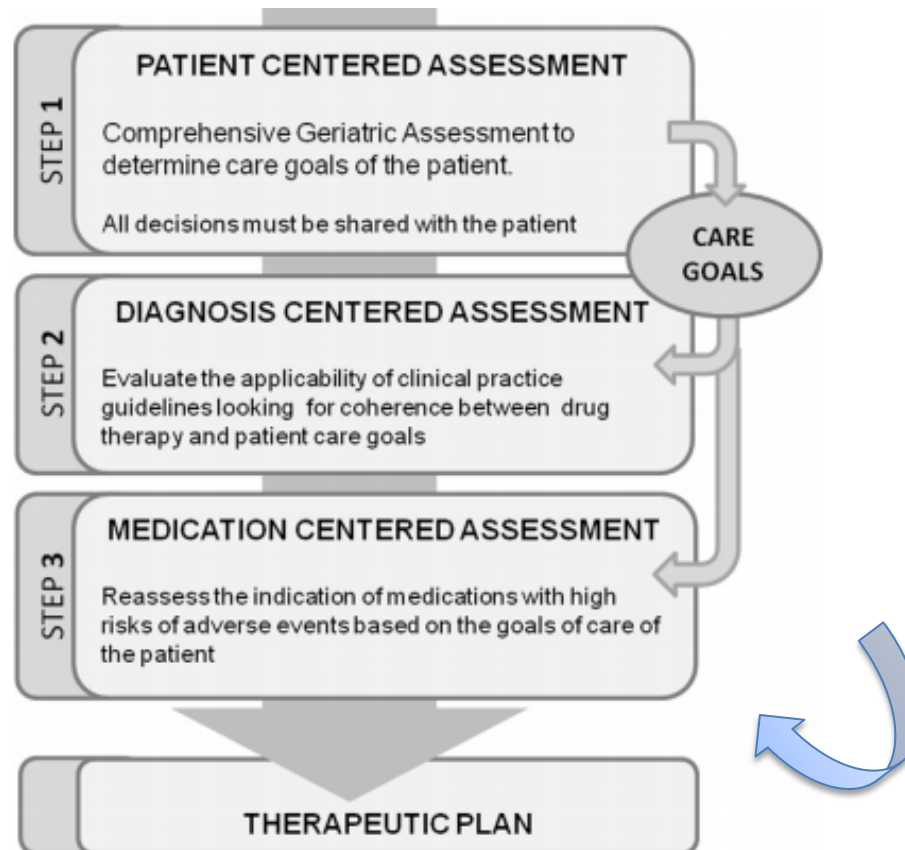 STEP 1
PATIENT CENTERED ASSESSMENT
Comprehensive Geriatric Assessment to
determine care goals of the patient.
All decisions must be shared with the patient
CARE
GOALS
STEP 2
DIAGNOSIS CENTERED ASSESSMENT
Evaluate the applicability of clinical practice
guidelines looking for coherence between drug
therapy and patient care goals
STEP 3
MEDICATION CENTERED ASSESSMENT
Reassess the indication of medications with high
risks of adverse events based on the goals of care of
the patient
THERAPEUTIC PLAN